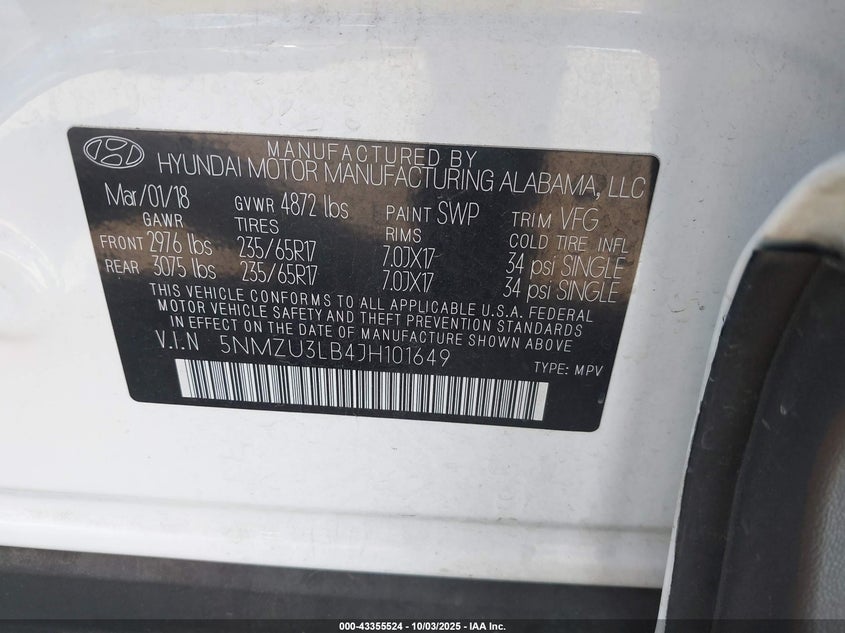 MANUFACTURED BY
HYUNDAI MOTOR MANUFACTURING ALABAMA, LLC
Mar/01/18 GVWR 4872 lbs PAINT SWP TRIM VFG
GAWR TIRES RIMS COLD TIRE INFL
FRONT 2976 lbs 235/65R17 7.0JX17 34 psi SINGLE
REAR 3075 lbs 235/65R17 7.0JX17 34 psi SINGLE
THIS VEHICLE CONFORMS TO ALL APPLICABLE U.S.A. FEDERAL
MOTOR VEHICLE SAFETY AND THEFT PREVENTION STANDARDS
IN EFFECT ON THE DATE OF MANUFACTURE SHOWN ABOVE
V.I.N 5NMZU3LB4JH101649 TYPE: MPV
000-43355524 - 10/03/2025 - IAA Inc.